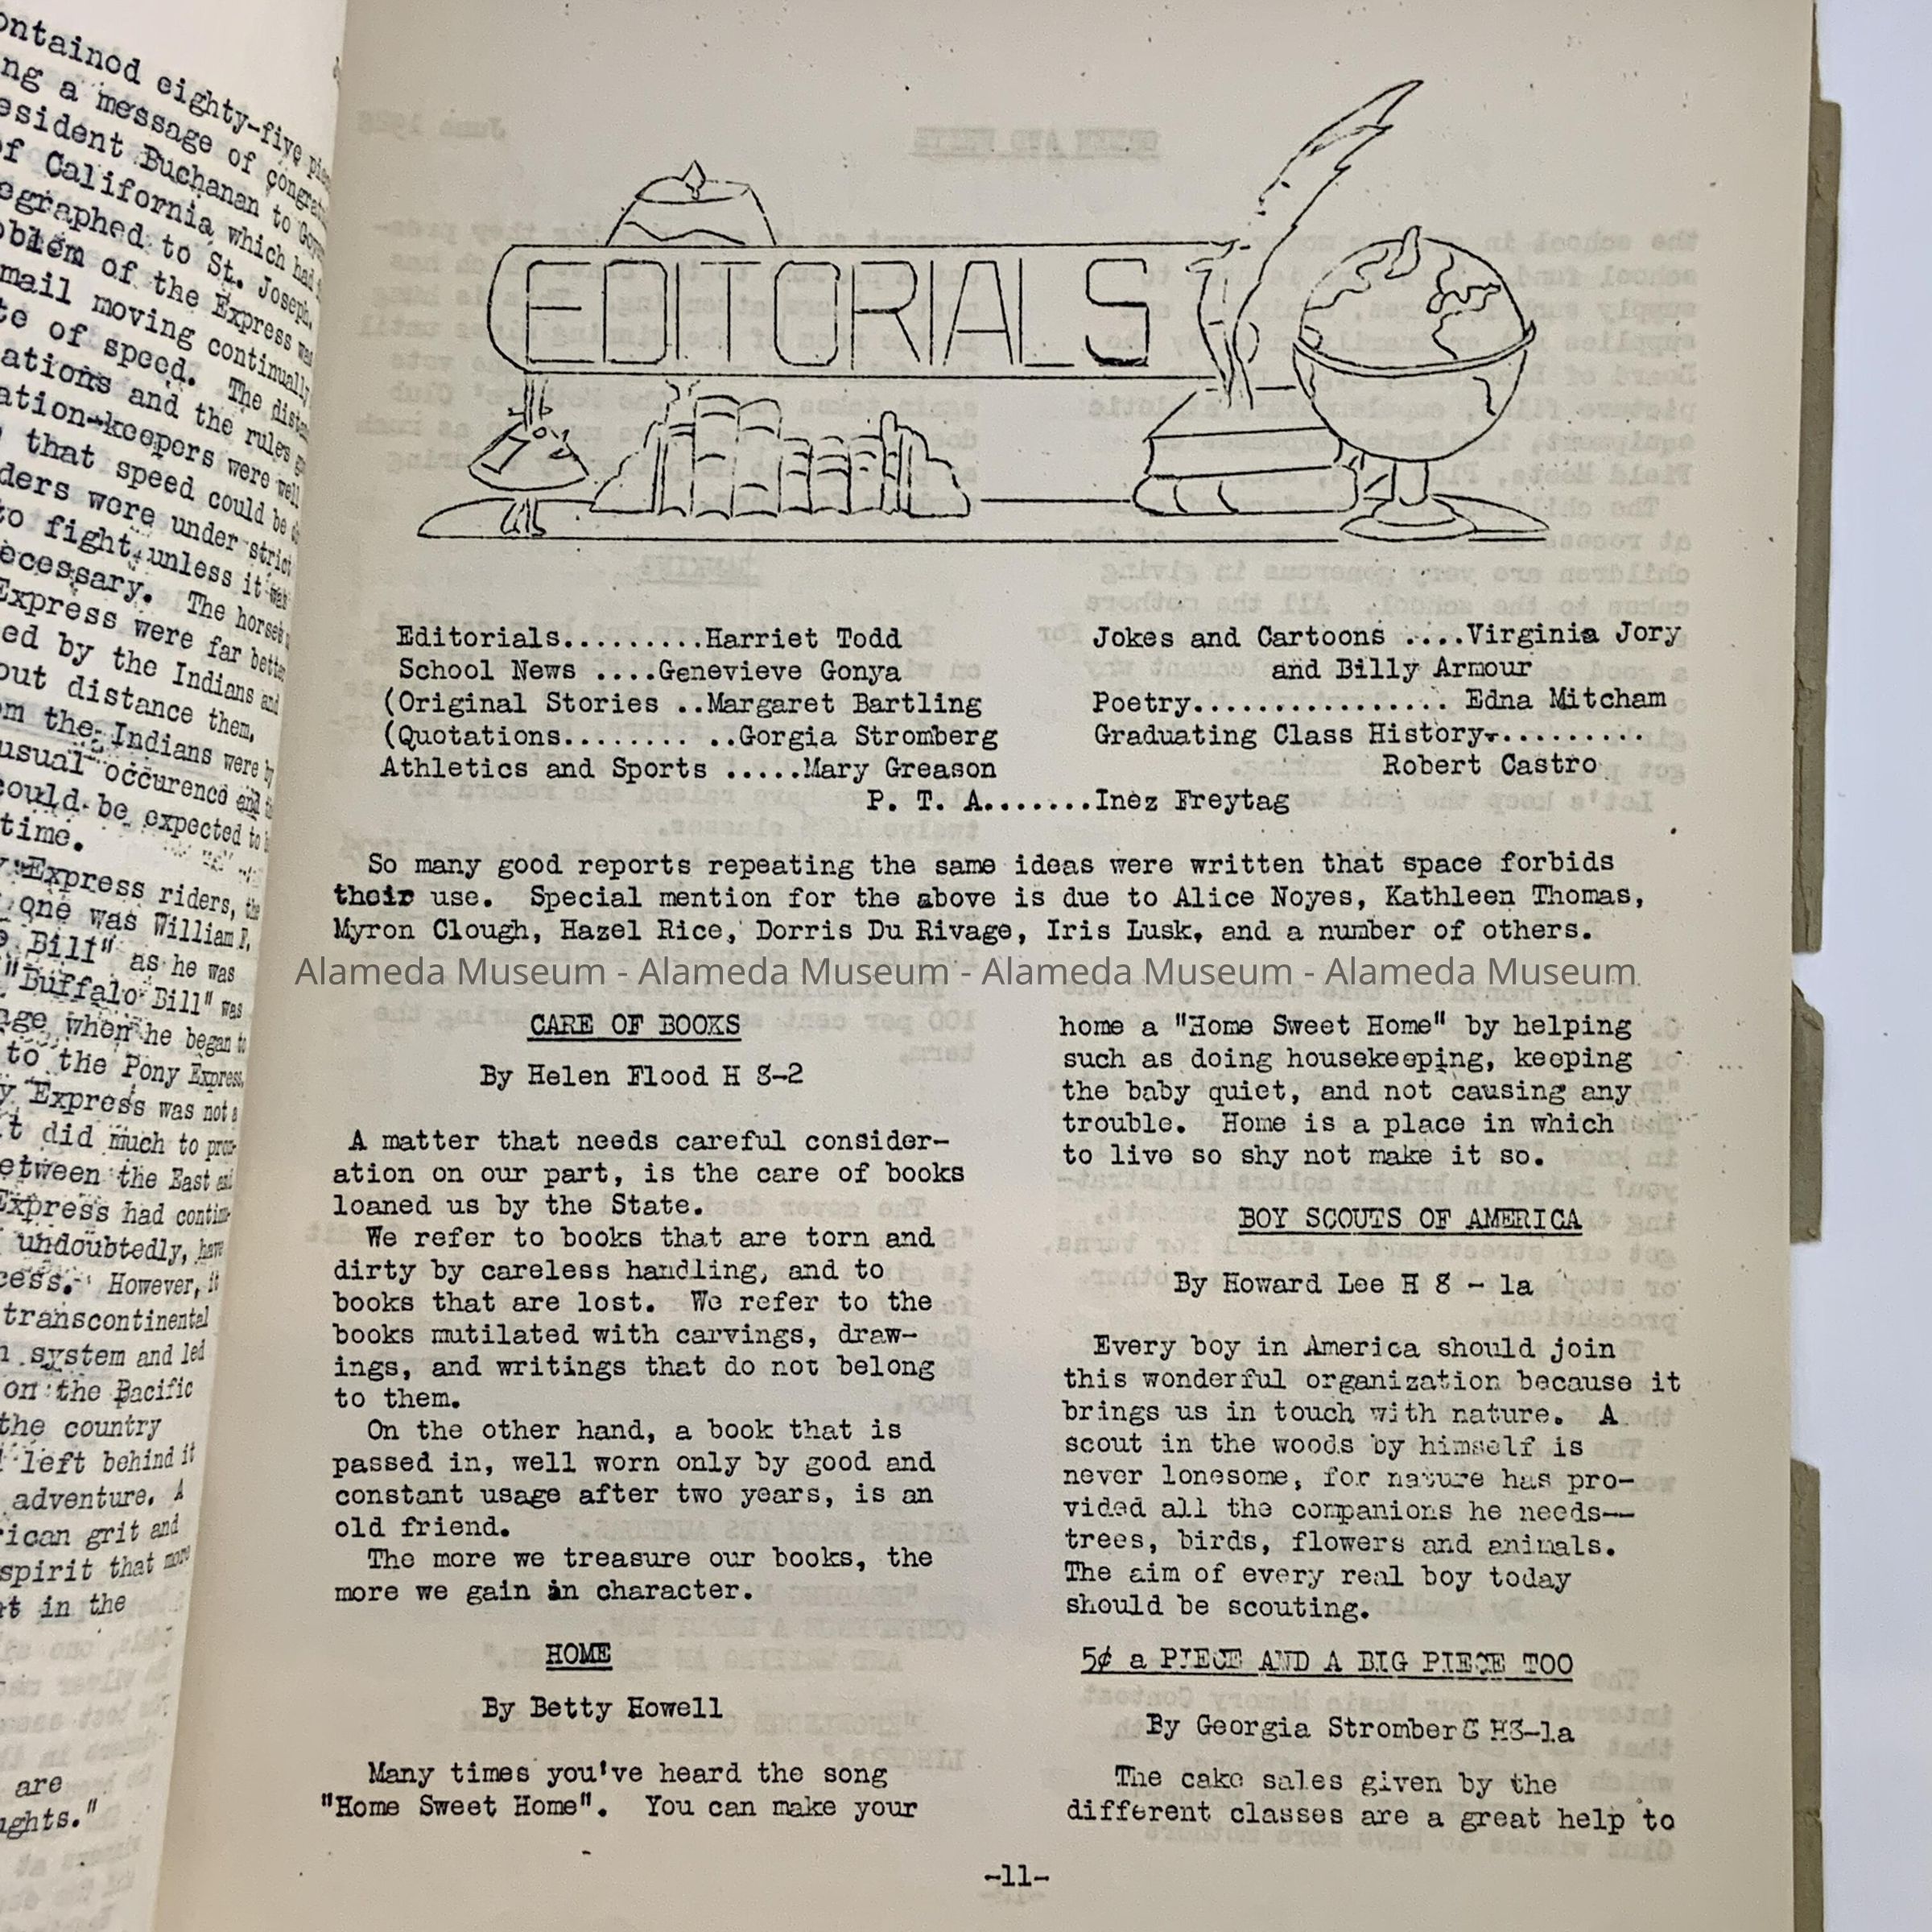 ontained eighty-five
ng a message of
esident Buchanan to
of California, which had
egraphed to St. Joseph.
oblem of the Express was
mail moving continually
te of speed. The
ations and the rules
ation-keepers were well
that speed could be
ders were under strict
to fight unless it was
ecessary. The horses
Express were far better
ed by the Indians and
out distance them,
om the Indians were by
usual occurence and
could be expected to
time.
y Express riders,
one was William F.
Bill" as he was
"Buffalo Bill" was
age when he began to
to the Pony Express.
y Express was not a
t did much to
etween the East
Express had
undoubtedly, have
cess. However, it
transcontinental
n system and led
on the Pacific
the country
left behind it
adventure. A
rican grit and
spirit that more
at in the
are
ughts."
EDITORIALS
Editorials.........Harriet Todd
School News ....Genevieve Gonya
(Original Stories ..Margaret Bartling
(Quotations........ ..Gorgia Stromberg
Athletics and Sports .....Mary Greason
Jokes and Cartoons ....Virginia Jory
and Billy Armour
Poetry................ Edna Mitcham
Graduating Class History..........
Robert Castro
P. T. A.......Inez Freytag
So many good reports repeating the same ideas were written that space forbids
their use. Special mention for the above is due to Alice Noyes, Kathleen Thomas,
Myron Clough, Hazel Rice, Dorris Du Rivage, Iris Lusk, and a number of others.
Alameda Museum - Alameda Museum - Alameda Museum - Alameda Museum
CARE OF BOOKS
By Helen Flood H 8-2
A matter that needs careful consider-
ation on our part, is the care of books
loaned us by the State.
We refer to books that are torn and
dirty by careless handling, and to
books that are lost. We refer to the
books mutilated with carvings, draw-
ings, and writings that do not belong
to them.
On the other hand, a book that is
passed in, well worn only by good and
constant usage after two years, is an
old friend.
The more we treasure our books, the
more we gain in character.
HOME
By Betty Howell
Many times you've heard the song
"Home Sweet Home". You can make your
home a "Home Sweet Home" by helping
such as doing housekeeping, keeping
the baby quiet, and not causing any
trouble. Home is a place in which
to live so shy not make it so.
BOY SCOUTS OF AMERICA
By Howard Lee H 8 - 1a
Every boy in America should join
this wonderful organization because it
brings us in touch with nature. A
scout in the woods by himself is
never lonesome, for nature has pro-
vided all the companions he needs--
trees, birds, flowers and animals.
The aim of every real boy today
should be scouting.
5¢ a PIECE AND A BIG PIECE TOO
By Georgia StromberG H8-1a
The cake sales given by the
different classes are a great help to
-11-